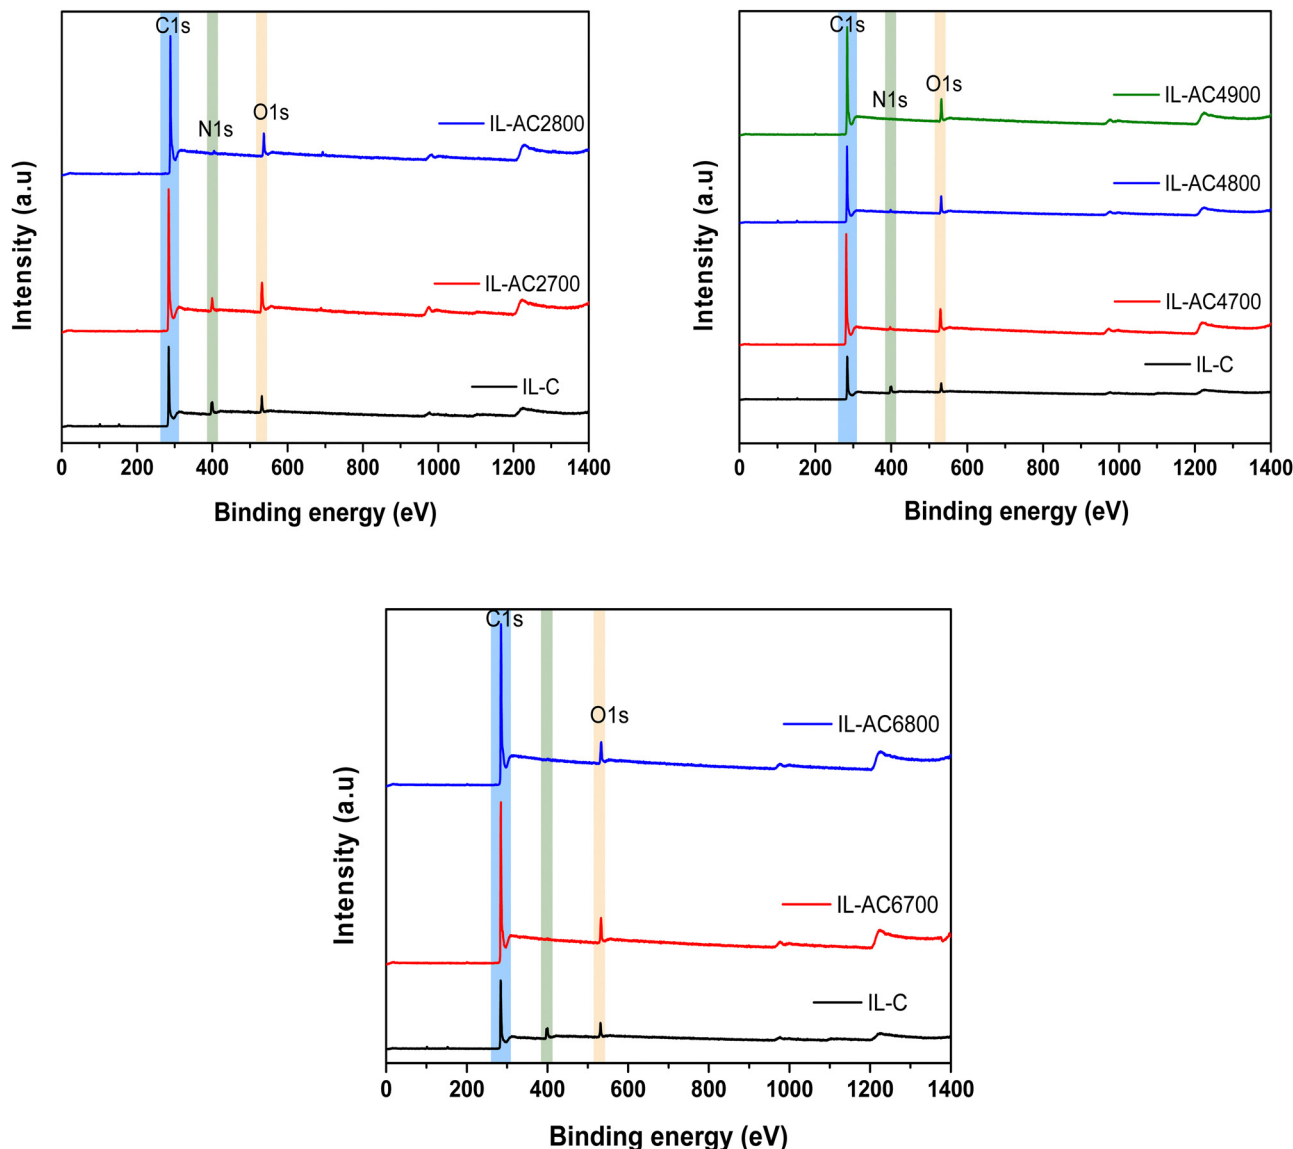 C1s
N1s
O1s
IL-AC2800
IL-AC2700
IL-C
Intensity (a.u)
0 200 400 600 800 1000 1200 1400
Binding energy (eV)
C1s
N1s
O1s
IL-AC4900
IL-AC4800
IL-AC4700
IL-C
Intensity (a.u)
0 200 400 600 800 1000 1200 1400
Binding energy (eV)
C1s
O1s
IL-AC6800
IL-AC6700
IL-C
Intensity (a.u)
0 200 400 600 800 1000 1200 1400
Binding energy (eV)